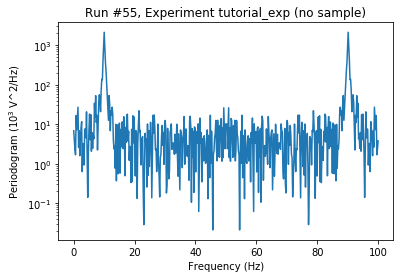 Run #55, Experiment tutorial_exp (no sample)
Periodogram (10³ V^2/Hz)
10³
10²
10¹
10⁰
10⁻¹
0 20 40 60 80 100
Frequency (Hz)